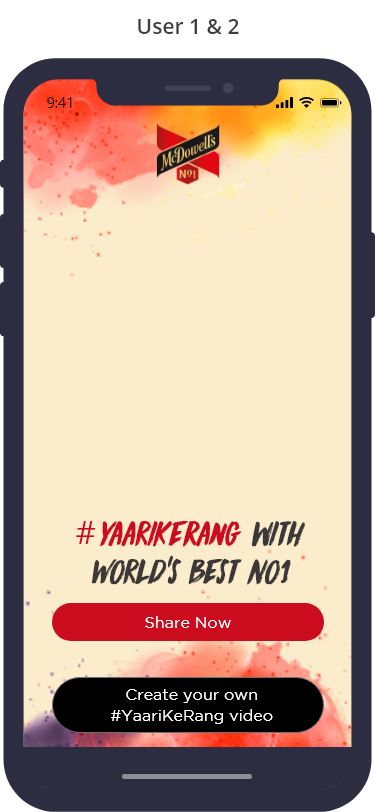 User 1 & 2
9:41
McDowell's
No1
#YAARIKERANG WITH
WORLD'S BEST NO1
Share Now
Create your own
#YaariKeRang video